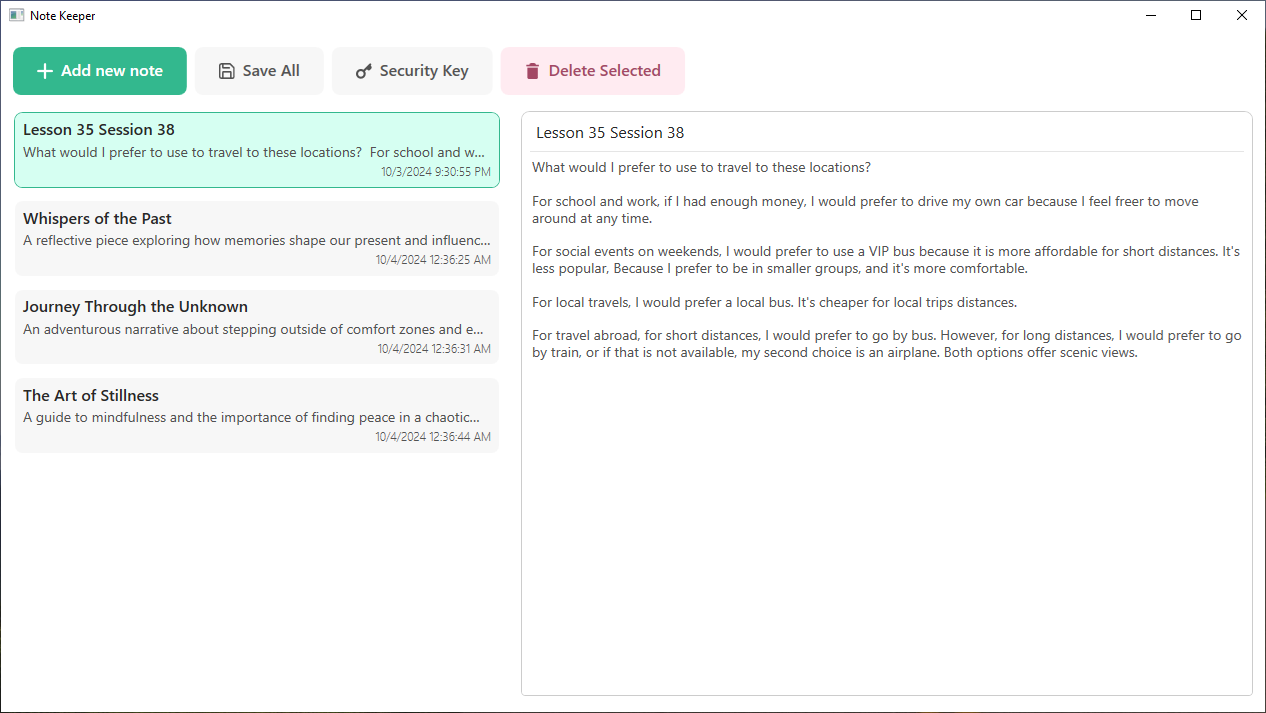 Note Keeper
Add new note
Save All
Security Key
Delete Selected
Lesson 35 Session 38
What would I prefer to use to travel to these locations?  For school and w...
10/3/2024 9:30:55 PM
Whispers of the Past
A reflective piece exploring how memories shape our present and influenc...
10/4/2024 12:36:25 AM
Journey Through the Unknown
An adventurous narrative about stepping outside of comfort zones and e...
10/4/2024 12:36:31 AM
The Art of Stillness
A guide to mindfulness and the importance of finding peace in a chaotic...
10/4/2024 12:36:44 AM
Lesson 35 Session 38
What would I prefer to use to travel to these locations?
For school and work, if I had enough money, I would prefer to drive my own car because I feel freer to move
around at any time.
For social events on weekends, I would prefer to use a VIP bus because it is more affordable for short distances. It's
less popular, Because I prefer to be in smaller groups, and it's more comfortable.
For local travels, I would prefer a local bus. It's cheaper for local trips distances.
For travel abroad, for short distances, I would prefer to go by bus. However, for long distances, I would prefer to go
by train, or if that is not available, my second choice is an airplane. Both options offer scenic views.